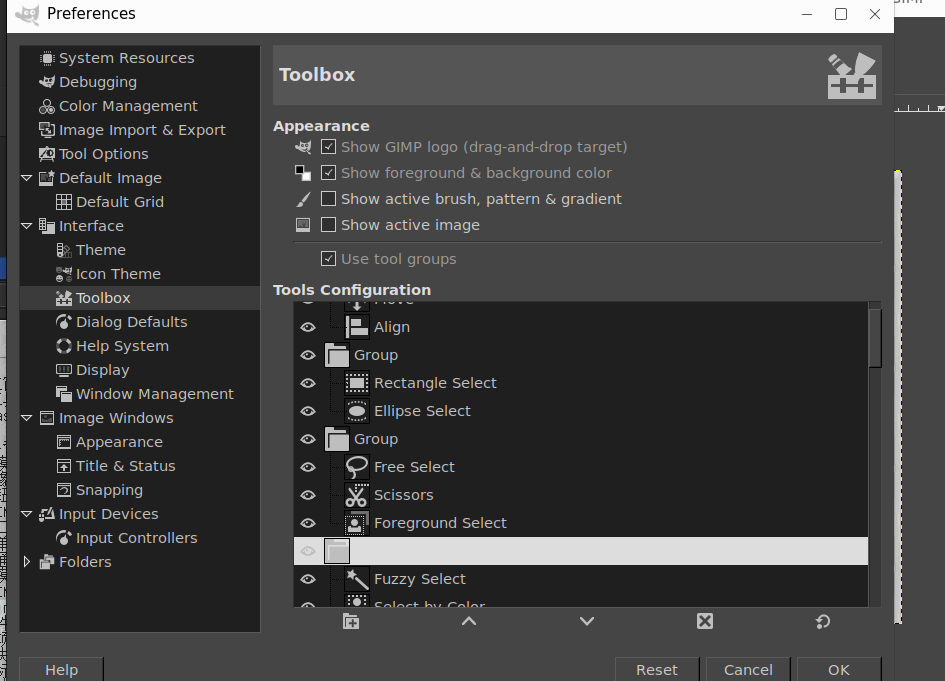 Preferences
System Resources
Debugging
Color Management
Image Import & Export
Tool Options
Default Image
Default Grid
Interface
Theme
Icon Theme
Toolbox
Dialog Defaults
Help System
Display
Window Management
Image Windows
Appearance
Title & Status
Snapping
Input Devices
Input Controllers
Folders
Toolbox
Appearance
Show GIMP logo (drag-and-drop target)
Show foreground & background color
Show active brush, pattern & gradient
Show active image
Use tool groups
Tools Configuration
Move
Align
Group
Rectangle Select
Ellipse Select
Group
Free Select
Scissors
Foreground Select
Fuzzy Select
Select by Color
Help
Reset
Cancel
OK